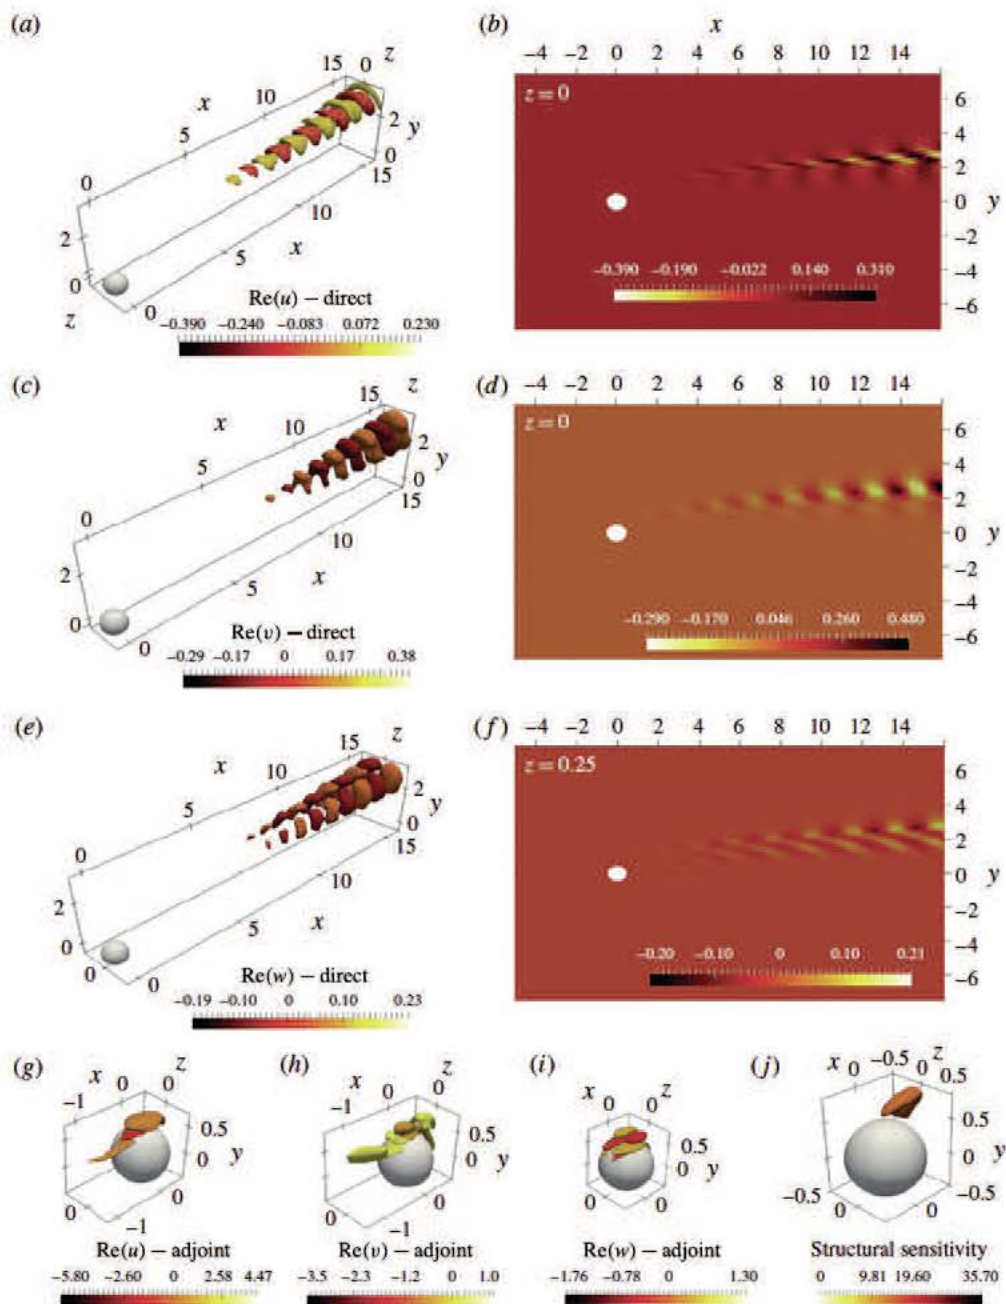 (a)
z
15 0
10
x
5
2
y
0
0
15
10
2
x
5
0
0
z
Re(u) – direct
−0.390 −0.240 −0.083 0.072 0.230
(b)
x
−4 −2 0 2 4 6 8 10 12 14
z = 0
6
4
2
0 y
−2
−4
−6
−0.390 −0.190 −0.022 0.140 0.310
(c)
z
15
10
x
5
2
y
0
0
15
10
2
x
5
0
0
Re(v) – direct
−0.29 −0.17 0 0.17 0.38
(d)
−4 −2 0 2 4 6 8 10 12 14
z = 0
6
4
2
0 y
−2
−4
−6
−0.290 −0.170 0.046 0.260 0.480
(e)
15 z
10
x
5
2
y
0
0
15
10
2
x
5
0
0
0
Re(w) – direct
−0.19 −0.10 0 0.10 0.23
(f)
−4 −2 0 2 4 6 8 10 12 14
z = 0.25
6
4
2
0 y
−2
−4
−6
−0.20 −0.10 0 0.10 0.21
(g)
z
x 0 0
−1
0.5
0 y
0
0
−1
Re(u) – adjoint
−5.80 −2.60 0 2.58 4.47
(h)
z
x 0
0
−1
0.5
0 y
0
0
−1
Re(v) – adjoint
−3.5 −2.3 −1.2 0 1.0
(i)
x z
0 0
0.5
0 y
0
0
Re(w) – adjoint
−1.76 −0.78 0 1.30
(j)
x 0 −0.5 z
0
0.5
0.5
0 y
−0.5 −0.5
0 0
Structural sensitivity
0 9.81 19.60 35.70